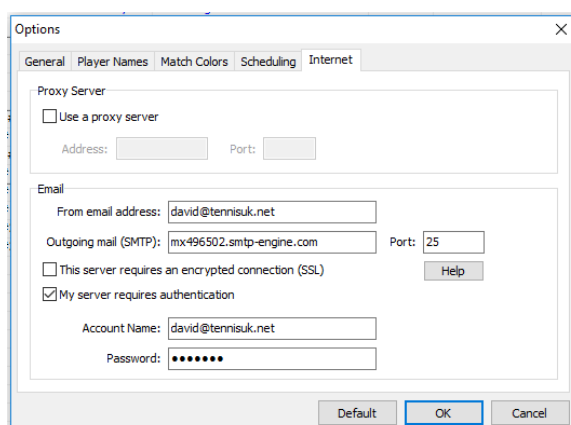 Options
General Player Names Match Colors Scheduling Internet
Proxy Server
Use a proxy server
Address: Port:
Email
From email address: david@tennisuk.net
Outgoing mail (SMTP): mx496502.smtp-engine.com Port: 25
This server requires an encrypted connection (SSL) Help
My server requires authentication
Account Name: david@tennisuk.net
Password: •••••••
Default OK Cancel